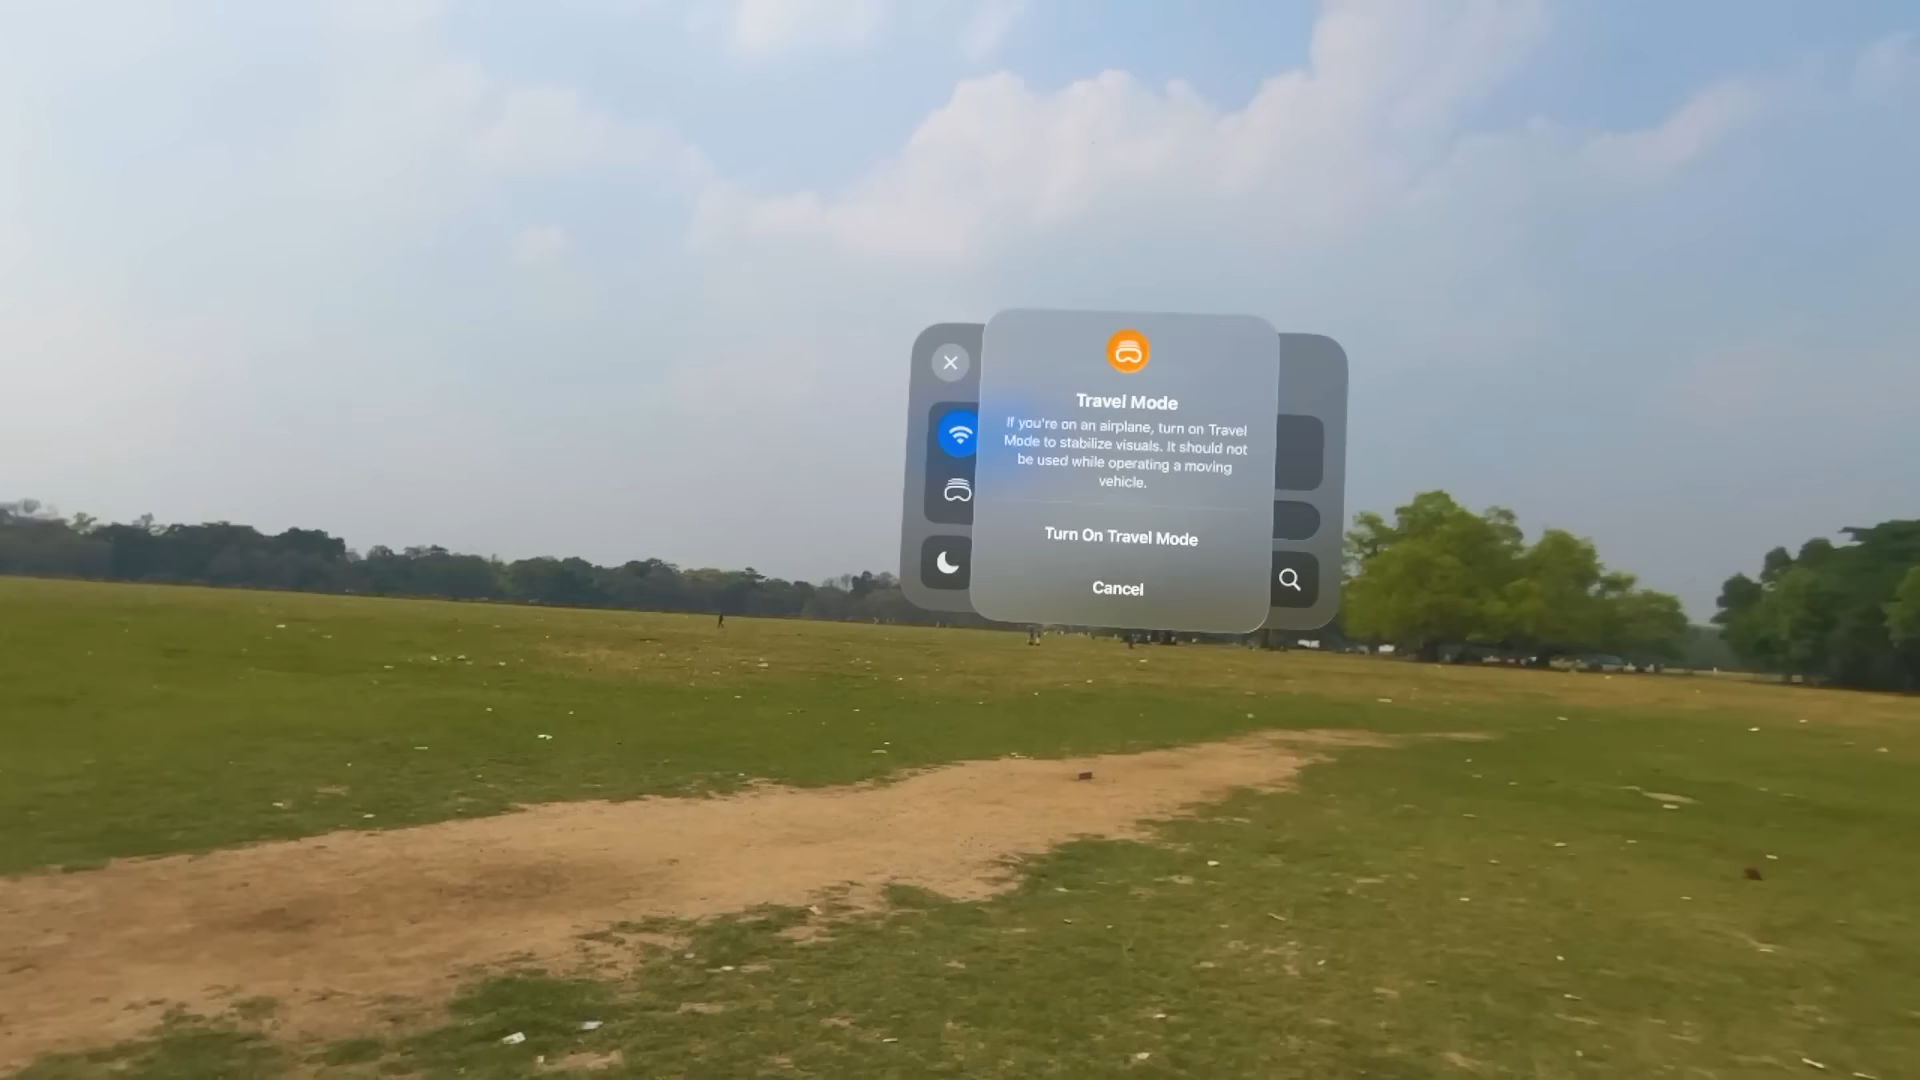 Travel Mode
If you're on an airplane, turn on Travel
Mode to stabilize visuals. It should not
be used while operating a moving
vehicle.
Turn On Travel Mode
Cancel